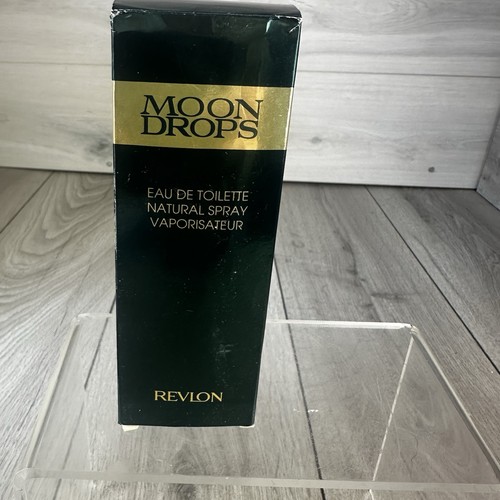 MOON
DROPS
EAU DE TOILETTE
NATURAL SPRAY
VAPORISATEUR
REVLON